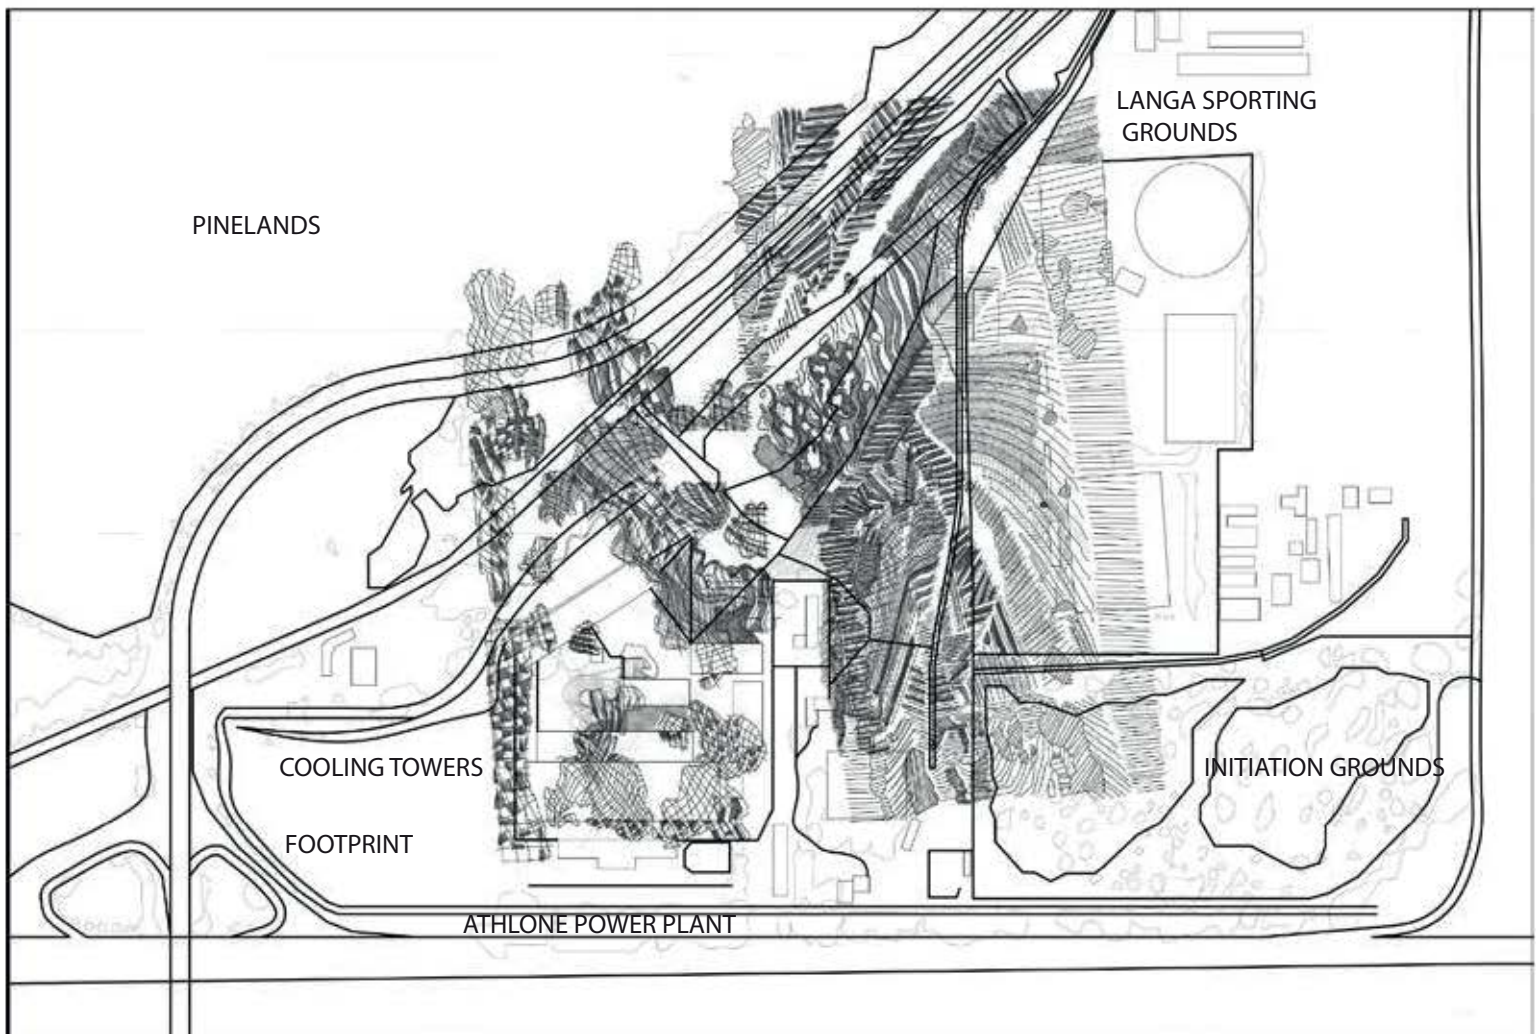 LANGA SPORTING
GROUNDS
PINELANDS
COOLING TOWERS
INITIATION GROUNDS
FOOTPRINT
ATHLONE POWER PLANT